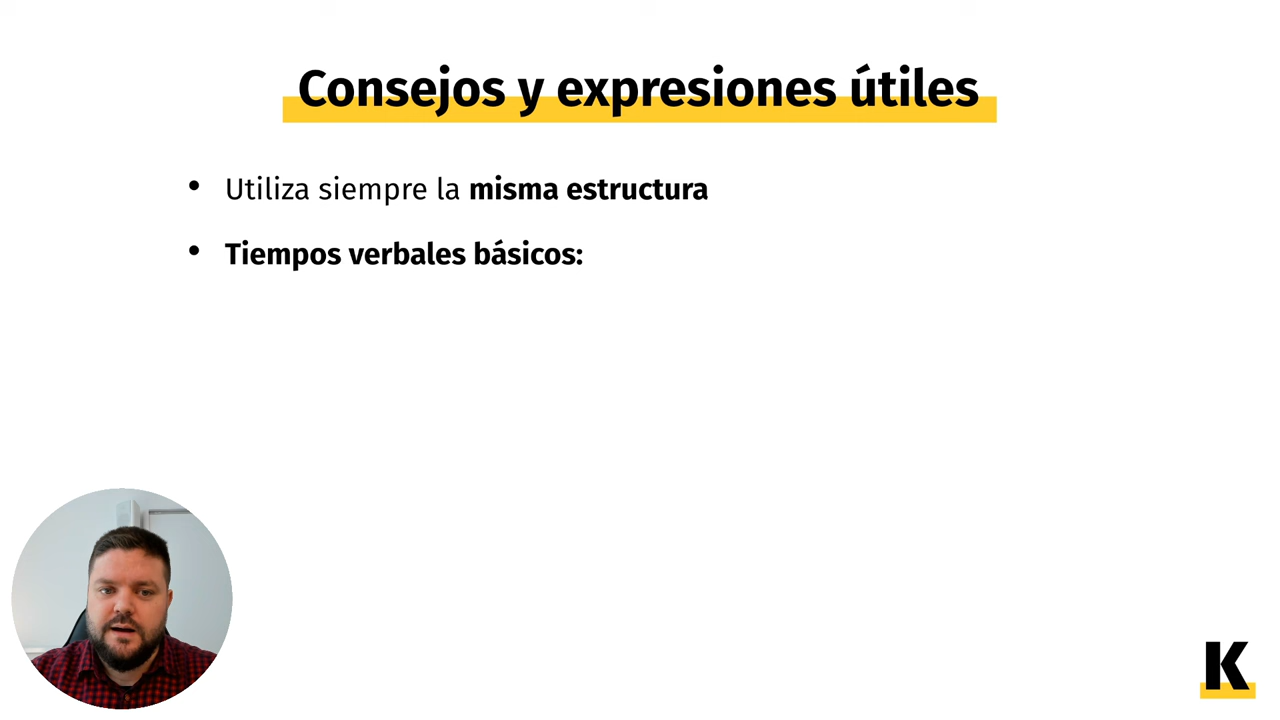 Consejos y expresiones útiles
• Utiliza siempre la misma estructura
• Tiempos verbales básicos:
K